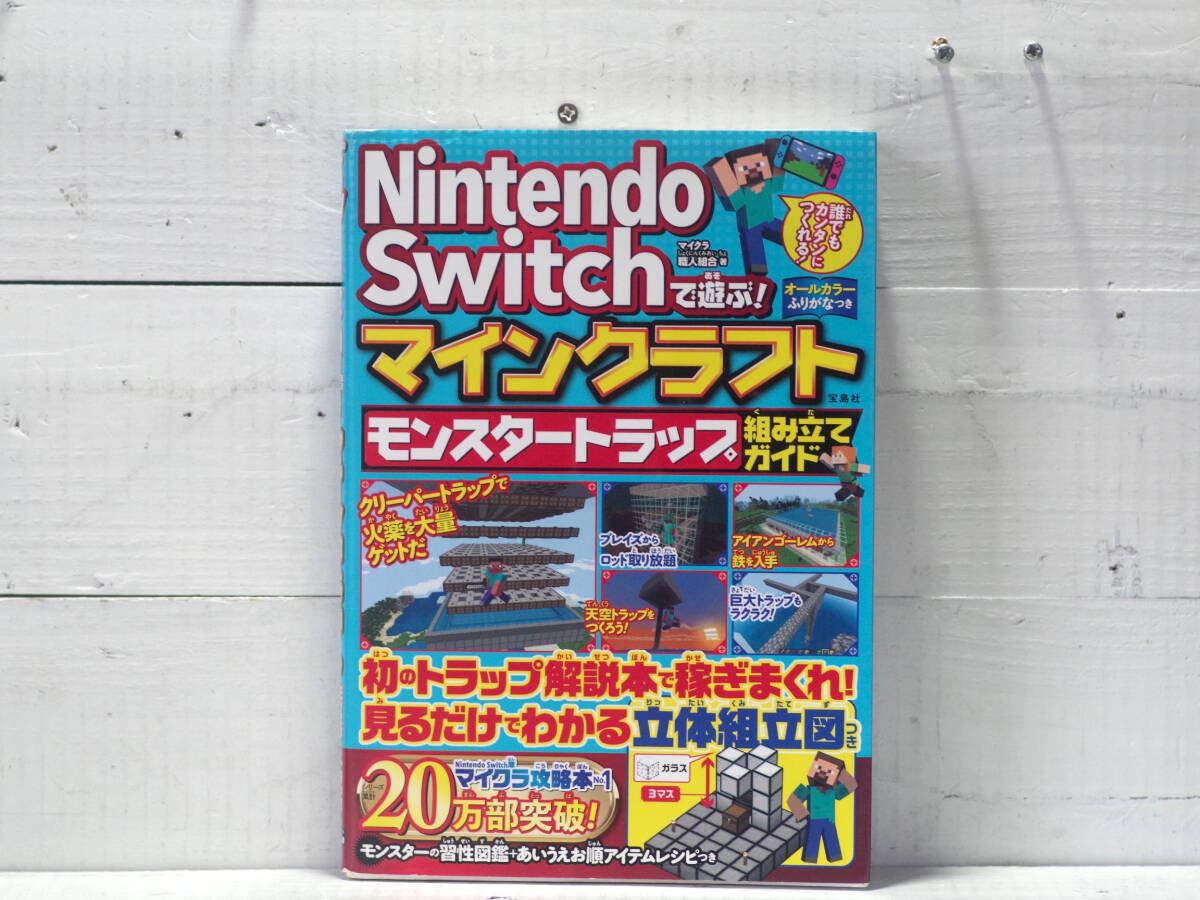 Nintendo
Switchで遊ぶ!
マイクラ
職人組合 著
誰でも
カンタンに
つくれる!
オールカラー
ふりがなつき
マインクラフト
宝島社
モンスタートラップ
組み立て
ガイド
クリーパートラップで
火薬を大量
ゲットだ
ブレイズから
ロッド取り放題
アイアンゴーレムから
鉄を入手
天空トラップを
つくろう!
巨大トラップも
ラクラク!
初のトラップ解説本で稼ぎまくれ!
見るだけでわかる立体組立図つき
シリーズ
累計
Nintendo Switch版
マイクラ攻略本No.1
20万部突破!
ガラス
3マス
モンスターの習性図鑑+あいうえお順アイテムレシピつき